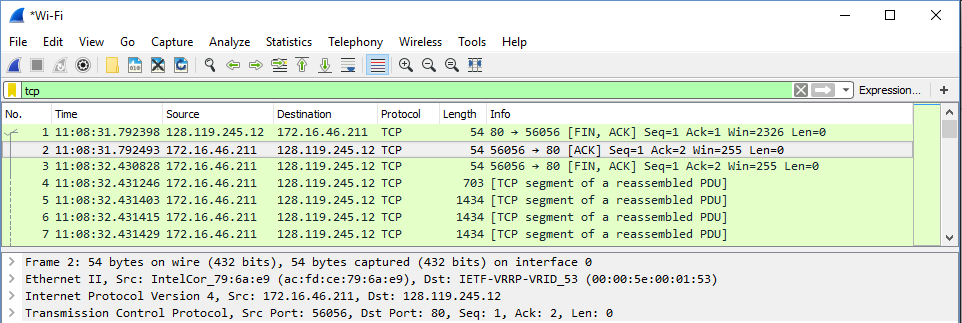 *Wi-Fi
File Edit View Go Capture Analyze Statistics Telephony Wireless Tools Help
tcp Expression... +
No. Time Source Destination Protocol Length Info
1 11:08:31.792398 128.119.245.12 172.16.46.211 TCP 54 80 → 56056 [FIN, ACK] Seq=1 Ack=1 Win=2326 Len=0
2 11:08:31.792493 172.16.46.211 128.119.245.12 TCP 54 56056 → 80 [ACK] Seq=1 Ack=2 Win=255 Len=0
3 11:08:32.430828 172.16.46.211 128.119.245.12 TCP 54 56056 → 80 [FIN, ACK] Seq=1 Ack=2 Win=255 Len=0
4 11:08:32.431246 172.16.46.211 128.119.245.12 TCP 703 [TCP segment of a reassembled PDU]
5 11:08:32.431403 172.16.46.211 128.119.245.12 TCP 1434 [TCP segment of a reassembled PDU]
6 11:08:32.431415 172.16.46.211 128.119.245.12 TCP 1434 [TCP segment of a reassembled PDU]
7 11:08:32.431429 172.16.46.211 128.119.245.12 TCP 1434 [TCP segment of a reassembled PDU]
Frame 2: 54 bytes on wire (432 bits), 54 bytes captured (432 bits) on interface 0
Ethernet II, Src: IntelCor_79:6a:e9 (ac:fd:ce:79:6a:e9), Dst: IETF-VRRP-VRID_53 (00:00:5e:00:01:53)
Internet Protocol Version 4, Src: 172.16.46.211, Dst: 128.119.245.12
Transmission Control Protocol, Src Port: 56056, Dst Port: 80, Seq: 1, Ack: 2, Len: 0